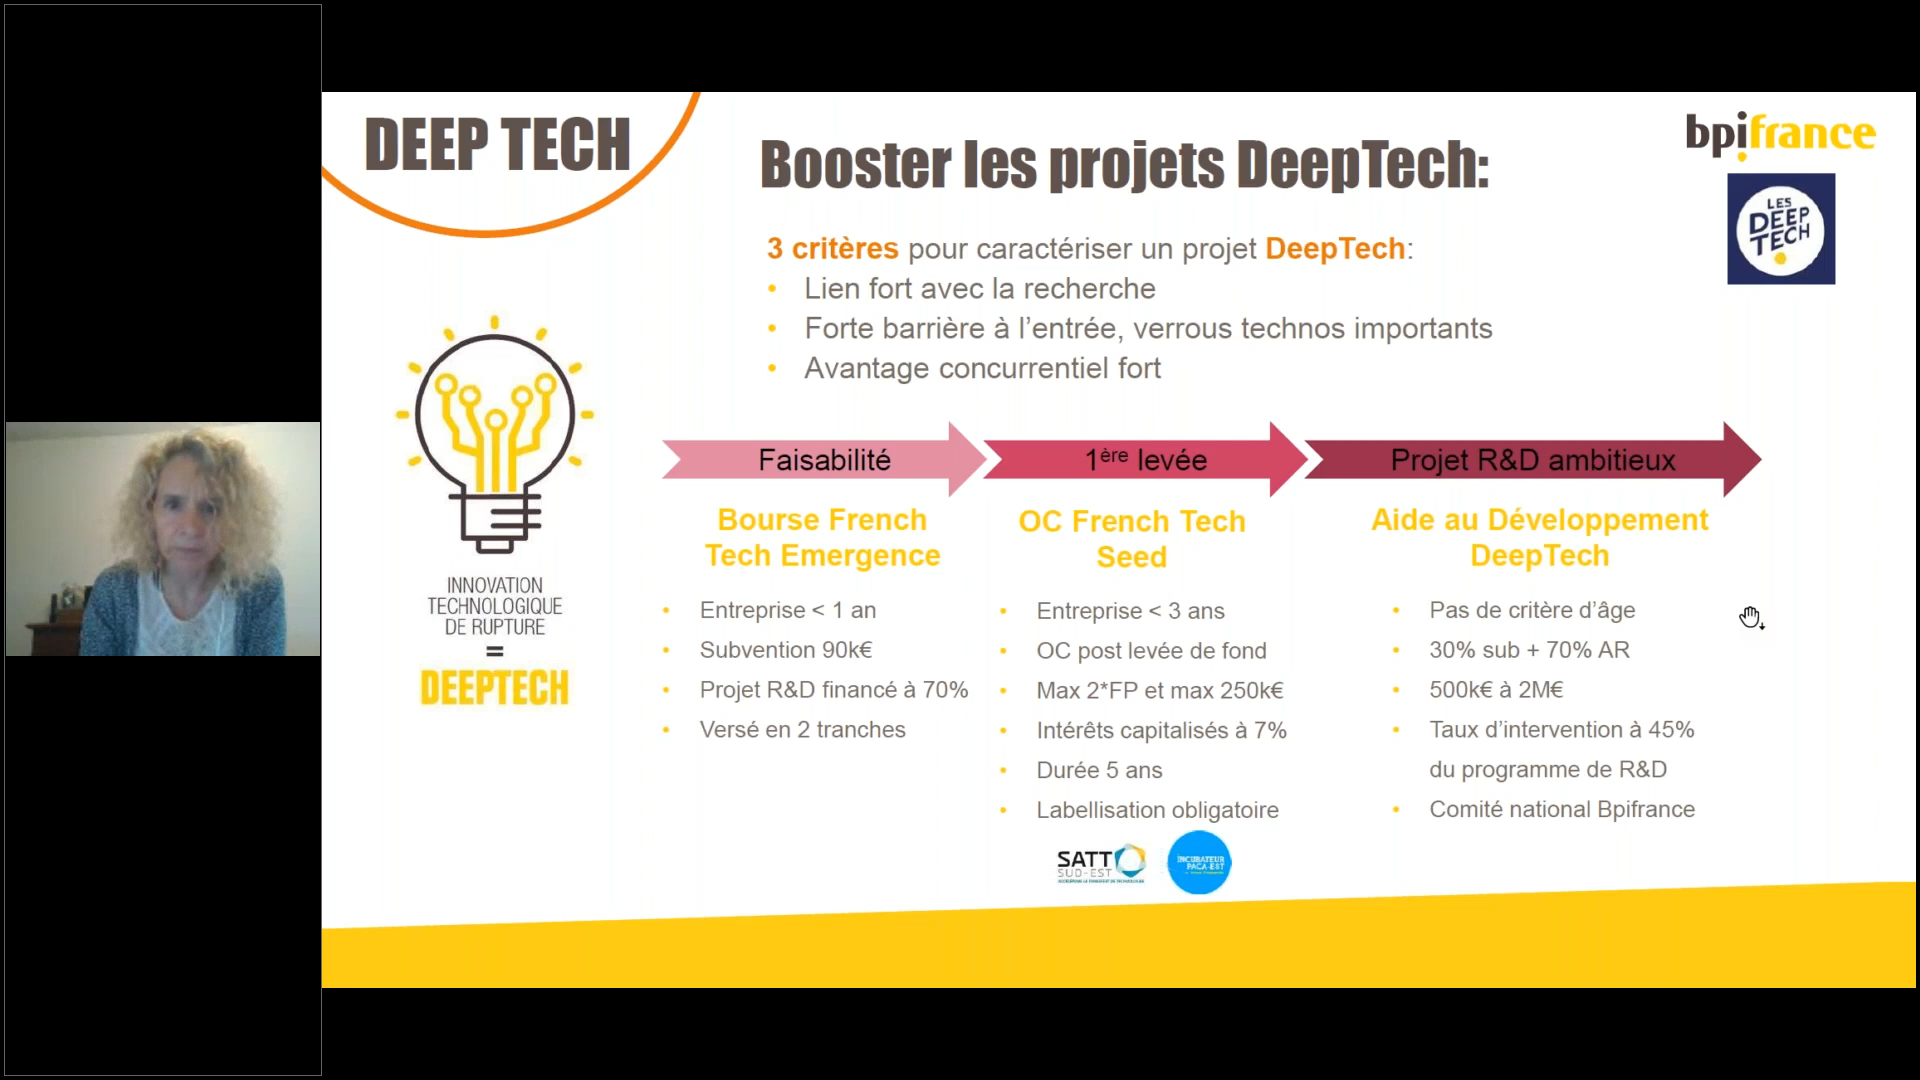 DEEP TECH
Booster les projets DeepTech:
bpifrance
LES
DEEP
TECH
3 critères pour caractériser un projet DeepTech:
• Lien fort avec la recherche
• Forte barrière à l’entrée, verrous technos importants
• Avantage concurrentiel fort
INNOVATION
TECHNOLOGIQUE
DE RUPTURE
=
DEEPTECH
Faisabilité
1ère levée
Projet R&D ambitieux
Bourse French
Tech Emergence
• Entreprise < 1 an
• Subvention 90k€
• Projet R&D financé à 70%
• Versé en 2 tranches
OC French Tech
Seed
• Entreprise < 3 ans
• OC post levée de fond
• Max 2*FP et max 250k€
• Intérêts capitalisés à 7%
• Durée 5 ans
• Labellisation obligatoire
SATT
SUD-EST
INCUBATEUR
PACA-EST
Aide au Développement
DeepTech
• Pas de critère d’âge
• 30% sub + 70% AR
• 500k€ à 2M€
• Taux d’intervention à 45%
du programme de R&D
• Comité national Bpifrance